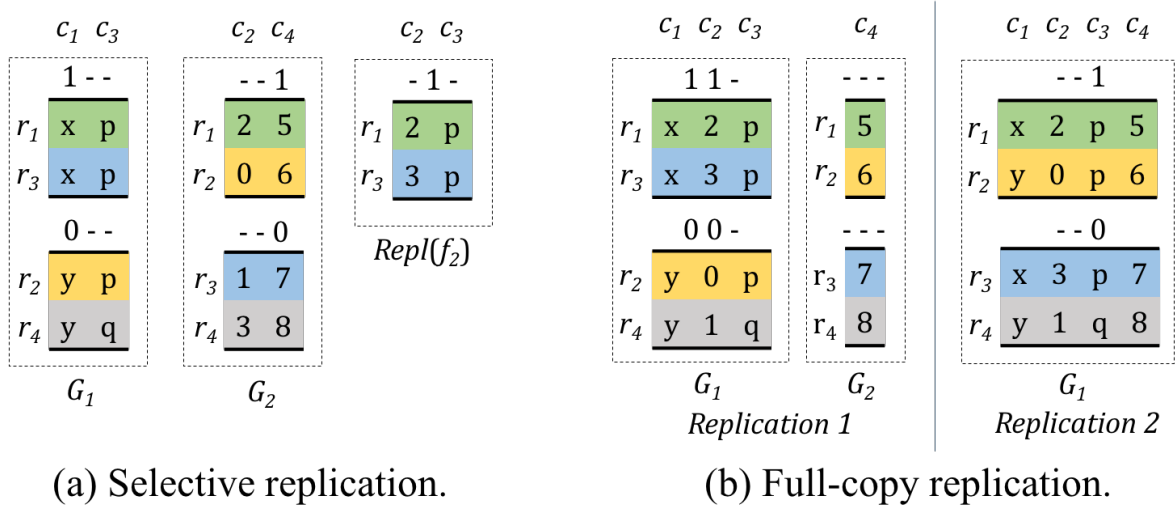 c1 c3
1 - -
r1 x p
r3 x p
0 - -
r2 y p
r4 y q
G1
c2 c4
- - 1
r1 2 5
r2 0 6
- - 0
r3 1 7
r4 3 8
G2
c2 c3
- 1 -
r1 2 p
r3 3 p
Repl(f2)
(a) Selective replication.
c1 c2 c3
1 1 -
r1 x 2 p
r3 x 3 p
0 0 -
r2 y 0 p
r4 y 1 q
G1
c4
- - -
r1 5
r2 6
- - -
r3 7
r4 8
G2
Replication 1
c1 c2 c3 c4
- - 1
r1 x 2 p 5
r2 y 0 p 6
- - 0
r3 x 3 p 7
r4 y 1 q 8
G1
Replication 2
(b) Full-copy replication.